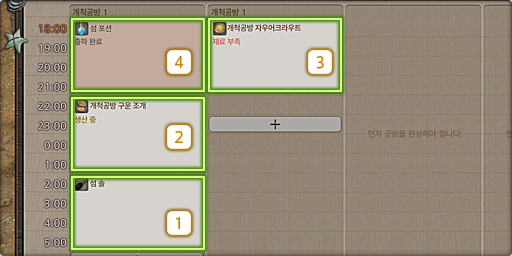 개척공방 1
개척공방 1
18:00
19:00
20:00
21:00
22:00
23:00
0:00
1:00
2:00
3:00
4:00
5:00
섬 포션
출하 완료
4
개척공방 자우어크라우트
재료 부족
3
개척공방 구운 조개
생산 중
2
+
먼저 공방을 완성해야 합니다.
섬 솔
1